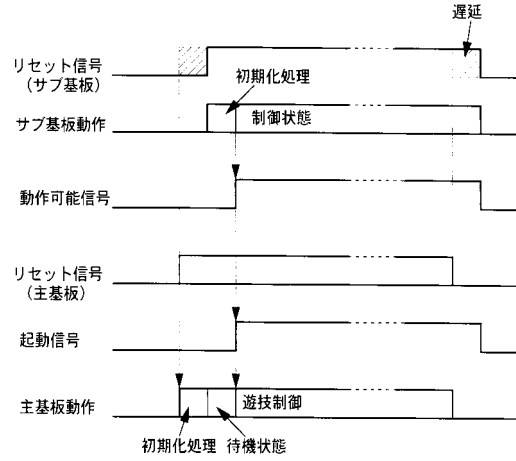 遅延
リセット信号
(サブ基板)
初期化処理
サブ基板動作
制御状態
動作可能信号
リセット信号
(主基板)
起動信号
主基板動作
遊技制御
初期化処理 待機状態